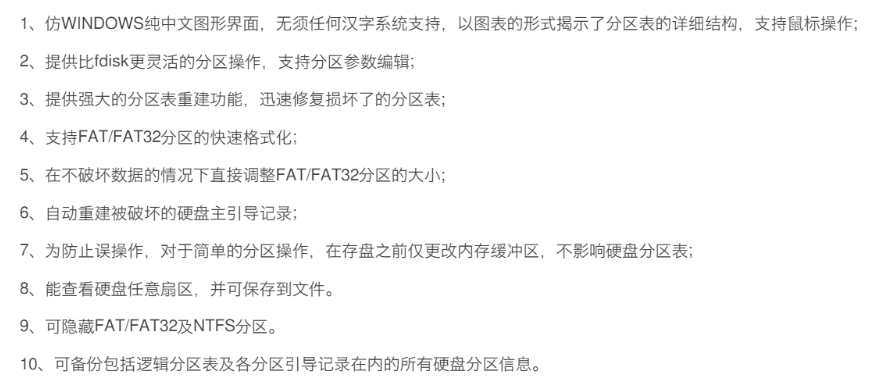 1、仿WINDOWS纯中文图形界面，无须任何汉字系统支持，以图表的形式揭示了分区表的详细结构，支持鼠标操作;
2、提供比fdisk更灵活的分区操作，支持分区参数编辑;
3、提供强大的分区表重建功能，迅速修复损坏了的分区表;
4、支持FAT/FAT32分区的快速格式化;
5、在不破坏数据的情况下直接调整FAT/FAT32分区的大小;
6、自动重建被破坏的硬盘主引导记录;
7、为防止误操作，对于简单的分区操作，在存盘之前仅更改内存缓冲区，不影响硬盘分区表;
8、能查看硬盘任意扇区，并可保存到文件。
9、可隐藏FAT/FAT32及NTFS分区。
10、可备份包括逻辑分区表及各分区引导记录在内的所有硬盘分区信息。